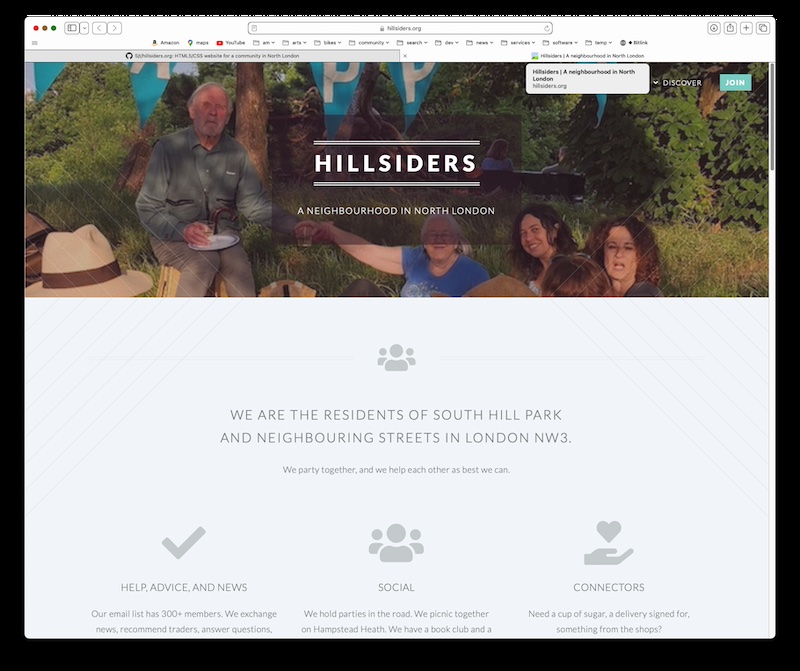 hillsiders.org
Amazon maps YouTube am arts bikes community search dev news services software temp + Bitlink
5jt/hillsiders.org: HTML5/CSS website for a community in North London
Hillsiders | A neighbourhood in North London
Hillsiders | A neighbourhood in North
London
hillsiders.org
DISCOVER
JOIN
HILLSIDERS
A NEIGHBOURHOOD IN NORTH LONDON
WE ARE THE RESIDENTS OF SOUTH HILL PARK
AND NEIGHBOURING STREETS IN LONDON NW3.
We party together, and we help each other as best we can.
HELP, ADVICE, AND NEWS
Our email list has 300+ members. We exchange
news, recommend traders, answer questions,
SOCIAL
We hold parties in the road. We picnic together
on Hampstead Heath. We have a book club and a
CONNECTORS
Need a cup of sugar, a delivery signed for,
something from the shops?